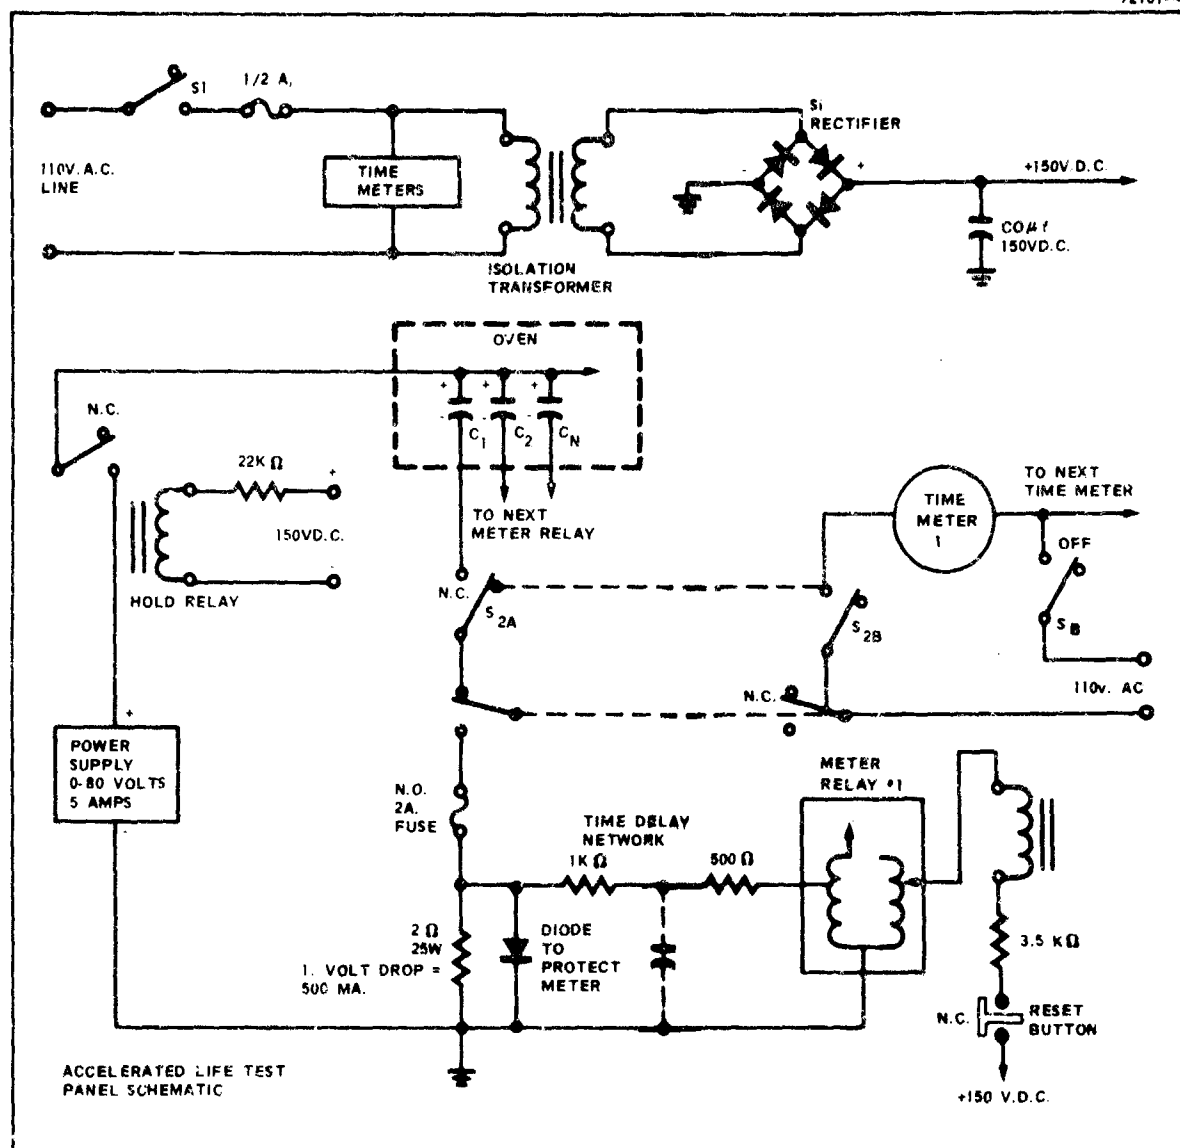 S1
1/2 A,
110V. A.C.
LINE
TIME
METERS
ISOLATION
TRANSFORMER
Si
RECTIFIER
+
+150V.D.C.
COμf
150VD.C.
OVEN
+ + +
- - -
C1 C2 CN
N.C.
22K Ω
+
150VD.C.
HOLD RELAY
TO NEXT
METER RELAY
N.C.
S2A
TIME
METER
1
TO NEXT
TIME METER
OFF
S2B
SB
N.C.
110v. AC
+
POWER
SUPPLY
0-80 VOLTS
5 AMPS
-
N.O.
2A.
FUSE
TIME DELAY
NETWORK
1K Ω
500 Ω
METER
RELAY #1
2 Ω
25W
1. VOLT DROP =
500 MA.
DIODE
TO
PROTECT
METER
3.5 KΩ
N.C.
RESET
BUTTON
+150 V.D.C.
ACCELERATED LIFE TEST
PANEL SCHEMATIC